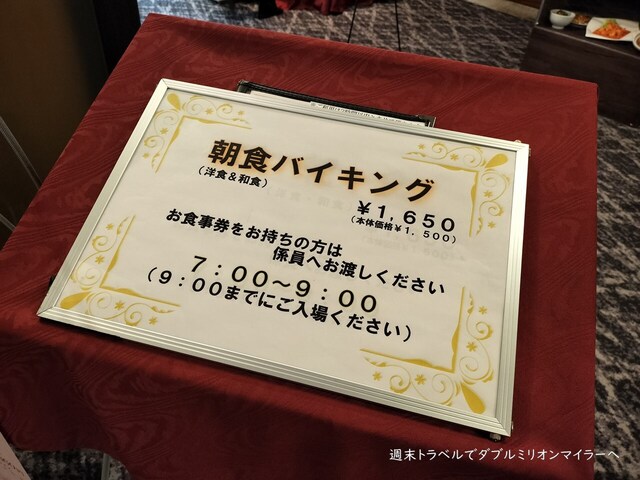 朝食バイキング
(洋食&和食)
¥1,650
(本体価格¥1,500)
お食事券をお持ちの方は
係員へお渡しください
7:00～9:00
(9:00までにご入場ください)
週末トラベルでダブルミリオンマイラーへ